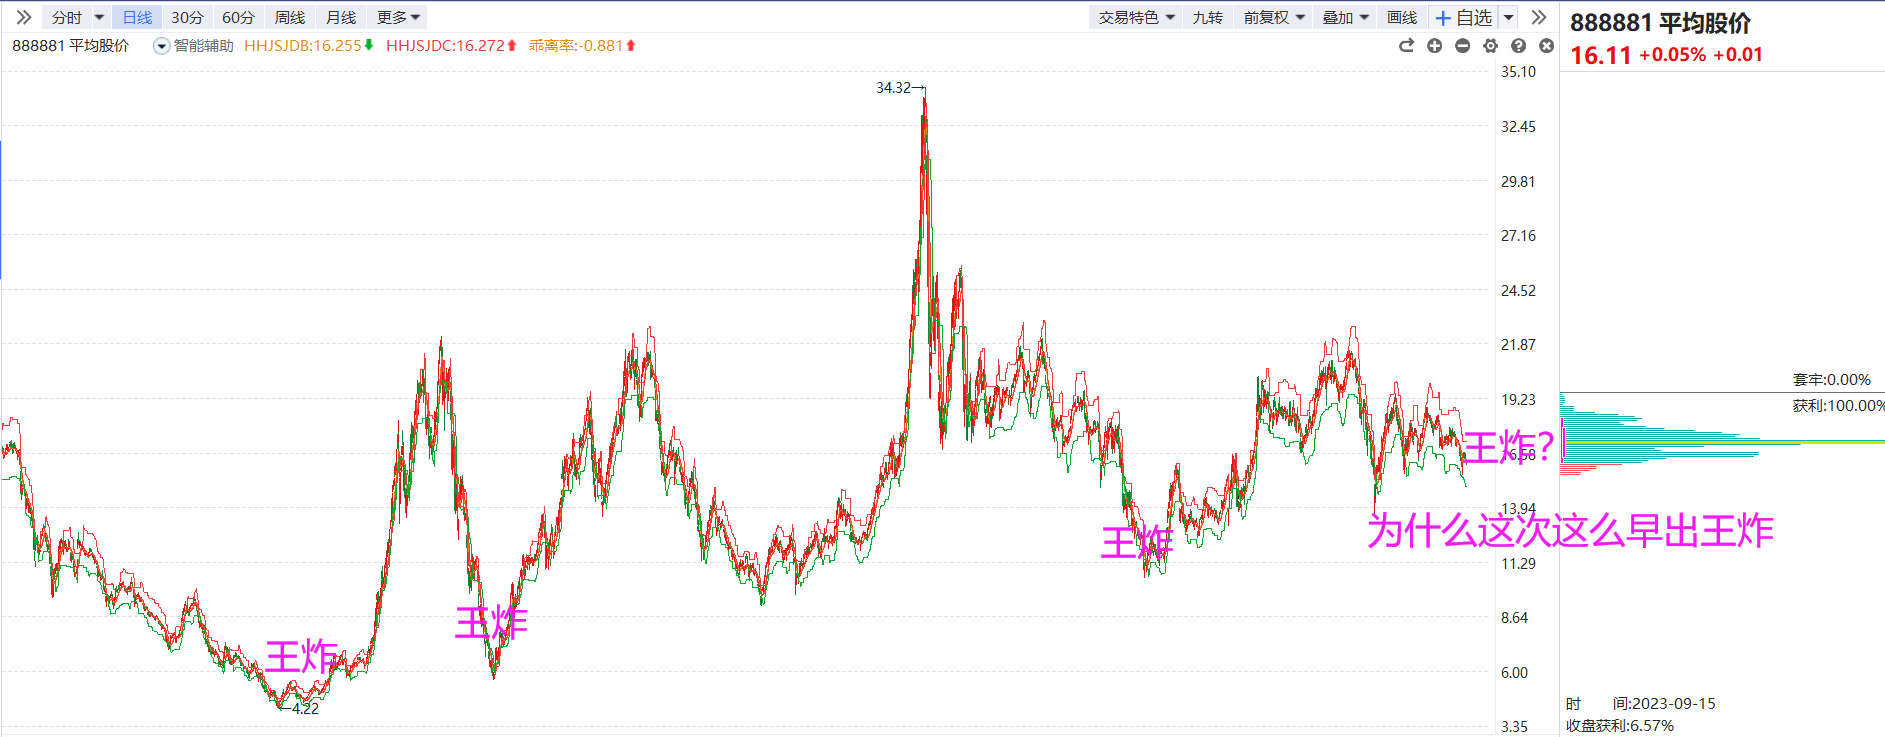 分时 日线 30分 60分 周线 月线 更多 交易特色 九转 前复权 叠加 画线 自选
888881 平均股价
16.11 +0.05% +0.01
888881 平均股价 智能辅助 HHJSJDB:16.255 HHJSJDC:16.272 乖离率:-0.881
35.10
34.32
32.45
29.81
27.16
24.52
21.87
套牢:0.00%
19.23
获利:100.00%
王炸?
16.58
13.94
为什么这次这么早出王炸
王炸
11.29
8.64
王炸
王炸
6.00
4.22
时 间:2023-09-15
收盘获利:6.57%
3.35